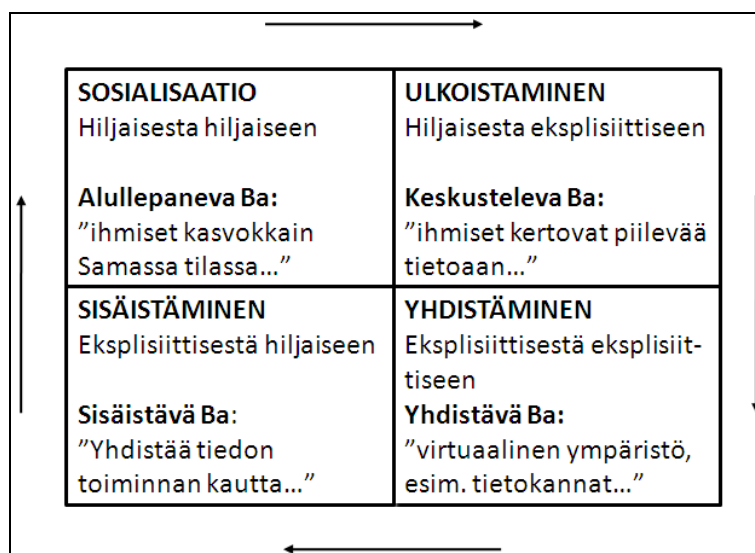 SOSIALISAATIO
Hiljaisesta hiljaiseen
Alullepaneva Ba:
”ihmiset kasvokkain
Samassa tilassa...”
ULKOISTAMINEN
Hiljaisesta eksplisiittiseen
Keskusteleva Ba:
”ihmiset kertovat piilevää
tietoaan...”
SISÄISTÄMINEN
Eksplisiittisestä hiljaiseen
Sisäistävä Ba:
”Yhdistää tiedon
toiminnan kautta...”
YHDISTÄMINEN
Eksplisiittisestä eksplisiit-
tiseen
Yhdistävä Ba:
”virtuaalinen ympäristö,
esim. tietokannat...”